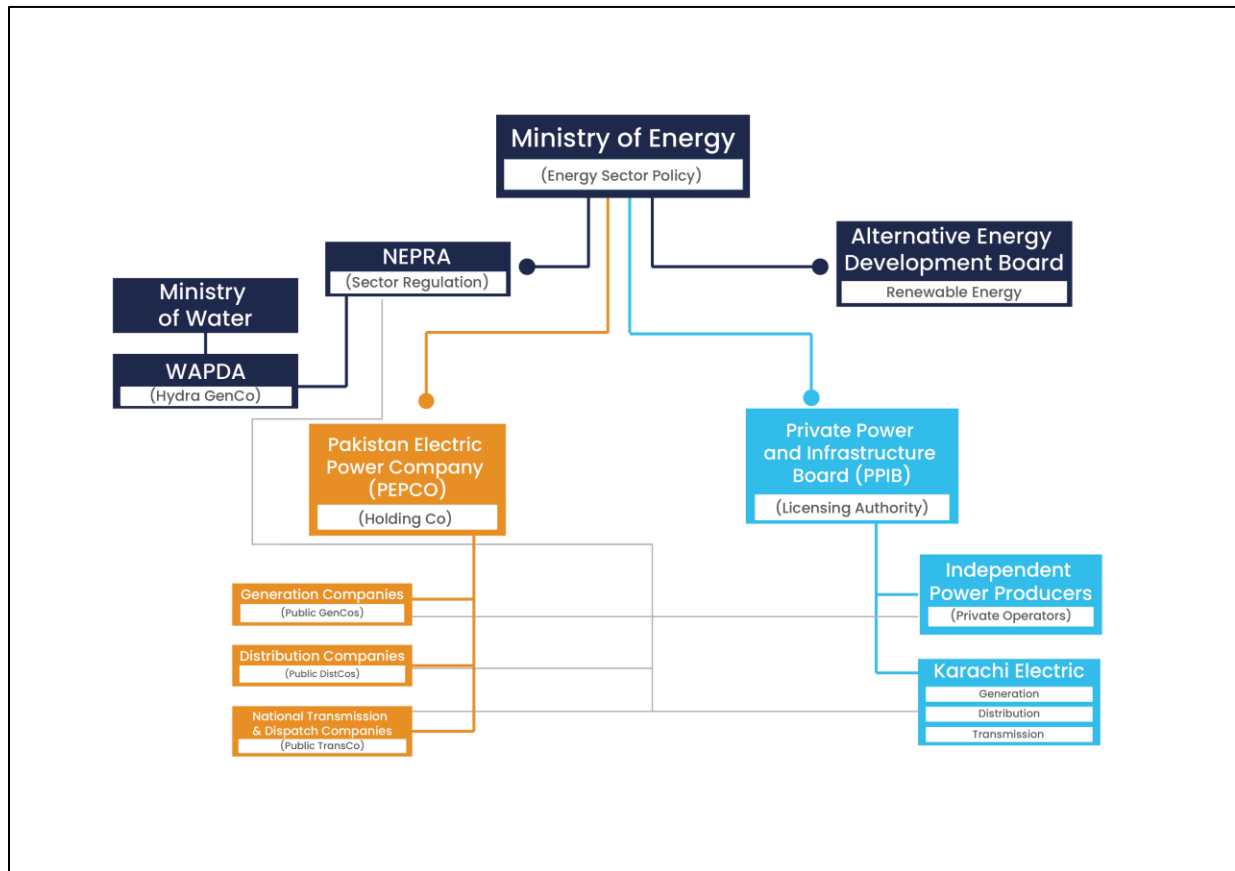 Ministry of Energy
(Energy Sector Policy)
NEPRA
(Sector Regulation)
Alternative Energy
Development Board
Renewable Energy
Ministry
of Water
WAPDA
(Hydra GenCo)
Pakistan Electric
Power Company
(PEPCO)
(Holding Co)
Private Power
and Infrastructure
Board (PPIB)
(Licensing Authority)
Generation Companies
(Public GenCos)
Distribution Companies
(Public DistCos)
National Transmission
& Dispatch Companies
(Public TransCo)
Independent
Power Producers
(Private Operators)
Karachi Electric
Generation
Distribution
Transmission